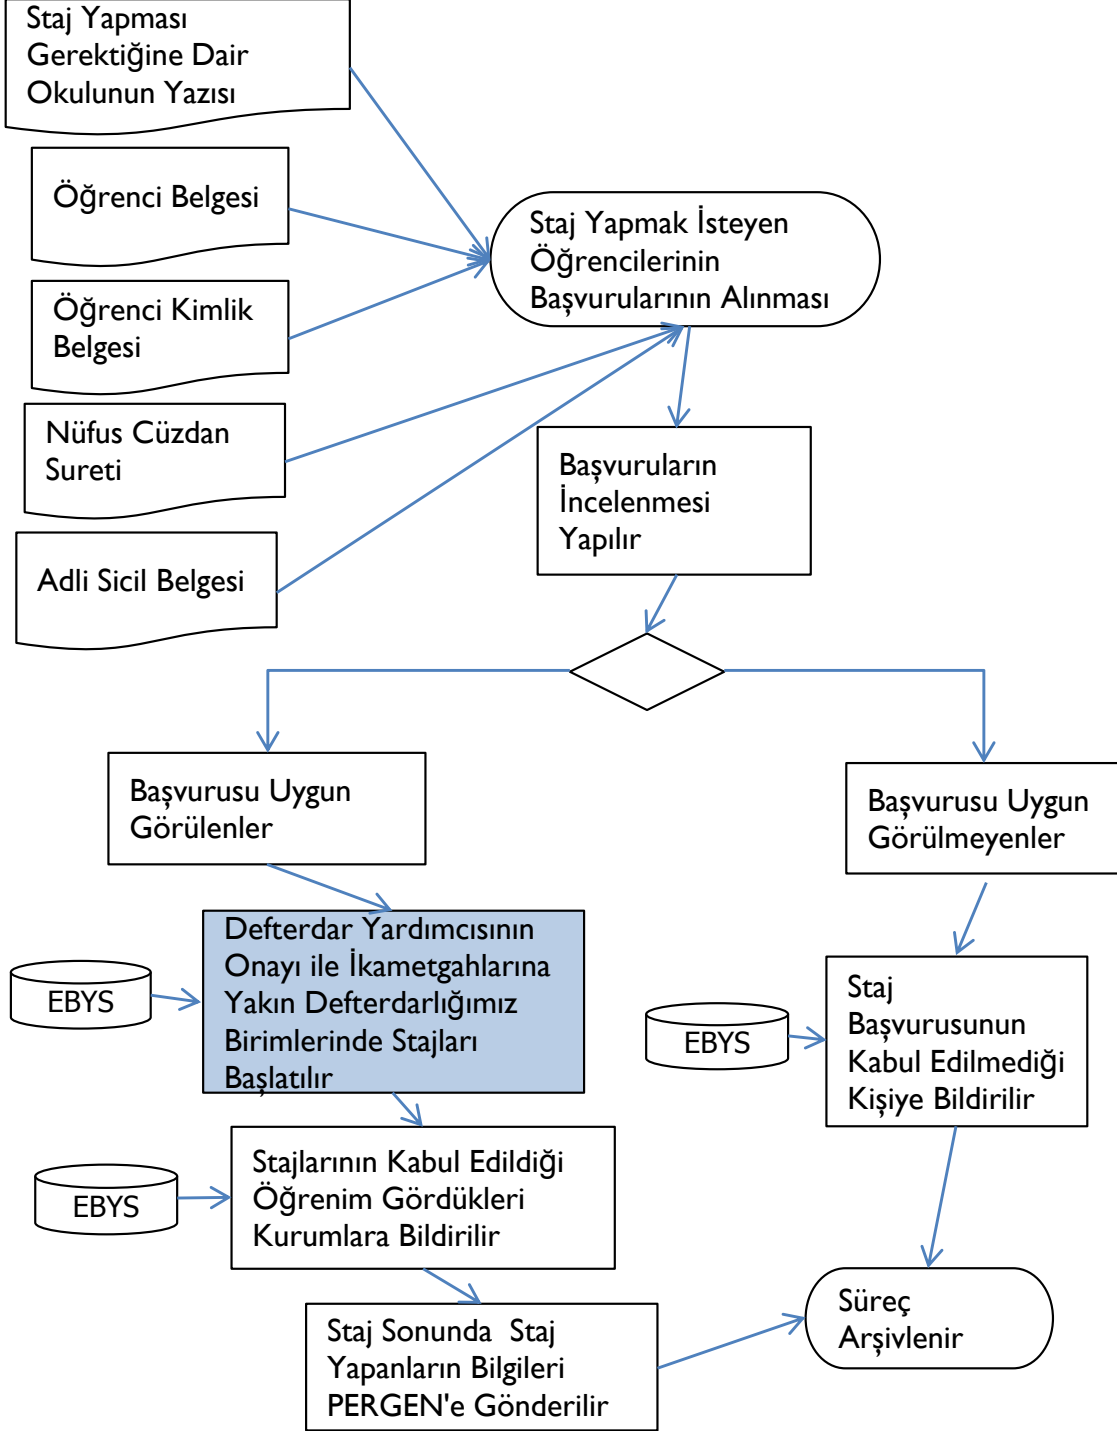 Staj Yapması
Gerektiğine Dair
Okulunun Yazısı
Öğrenci Belgesi
Staj Yapmak İsteyen
Öğrencilerinin
Başvurularının Alınması
Öğrenci Kimlik
Belgesi
Nüfus Cüzdan
Sureti
Başvuruların
İncelenmesi
Yapılır
Adli Sicil Belgesi
Başvurusu Uygun
Görülenler
Başvurusu Uygun
Görülmeyenler
Defterdar Yardımcısının
Onayı ile İkametgahlarına
Yakın Defterdarlığımız
Birimlerinde Stajları
Başlatılır
EBYS
Staj
Başvurusunun
Kabul Edilmediği
Kişiye Bildirilir
EBYS
Stajlarının Kabul Edildiği
Öğrenim Gördükleri
Kurumlara Bildirilir
EBYS
Staj Sonunda  Staj
Yapanların Bilgileri
PERGEN'e Gönderilir
Süreç
Arşivlenir